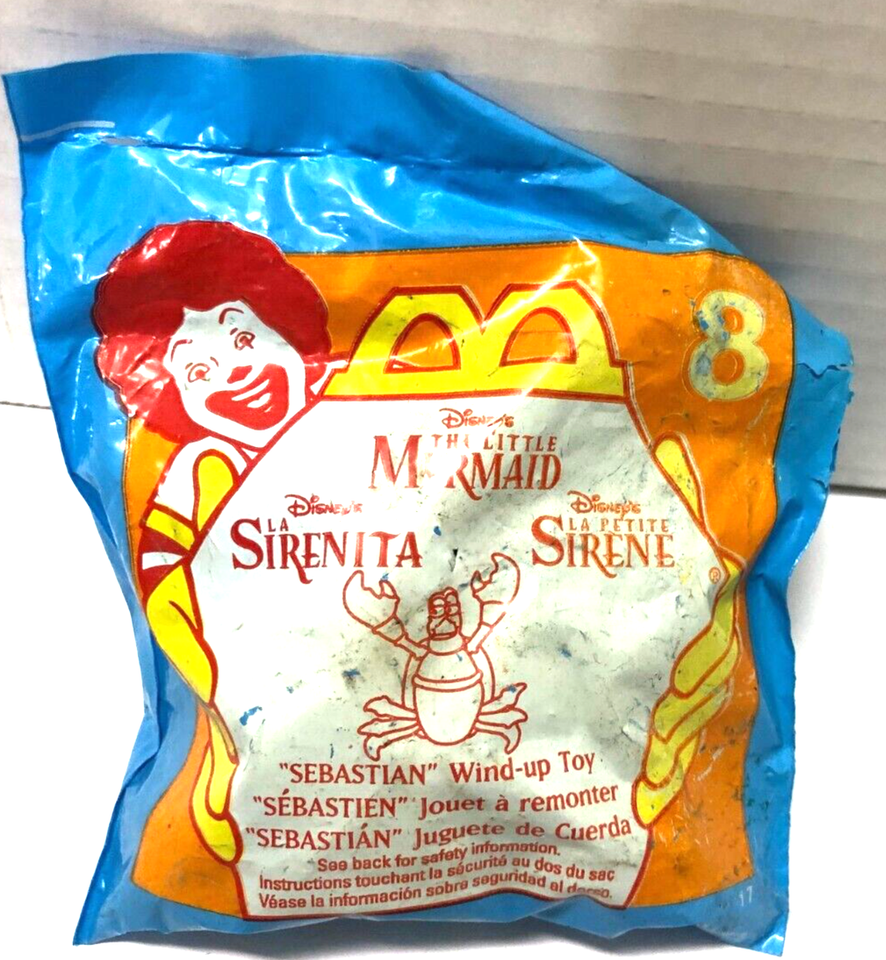 8
Disney's
THE LITTLE
MERMAID
Disney's
LA
SIRENITA
Disney's
LA PETITE
SIRÈNE
®
"SEBASTIAN" Wind-up Toy
"SÉBASTIEN" Jouet à remonter
"SEBASTIÁN" Juguete de Cuerda
See back for safety information.
Instructions touchant la sécurité au dos du sac
Véase la información sobre seguridad al dorso.
17